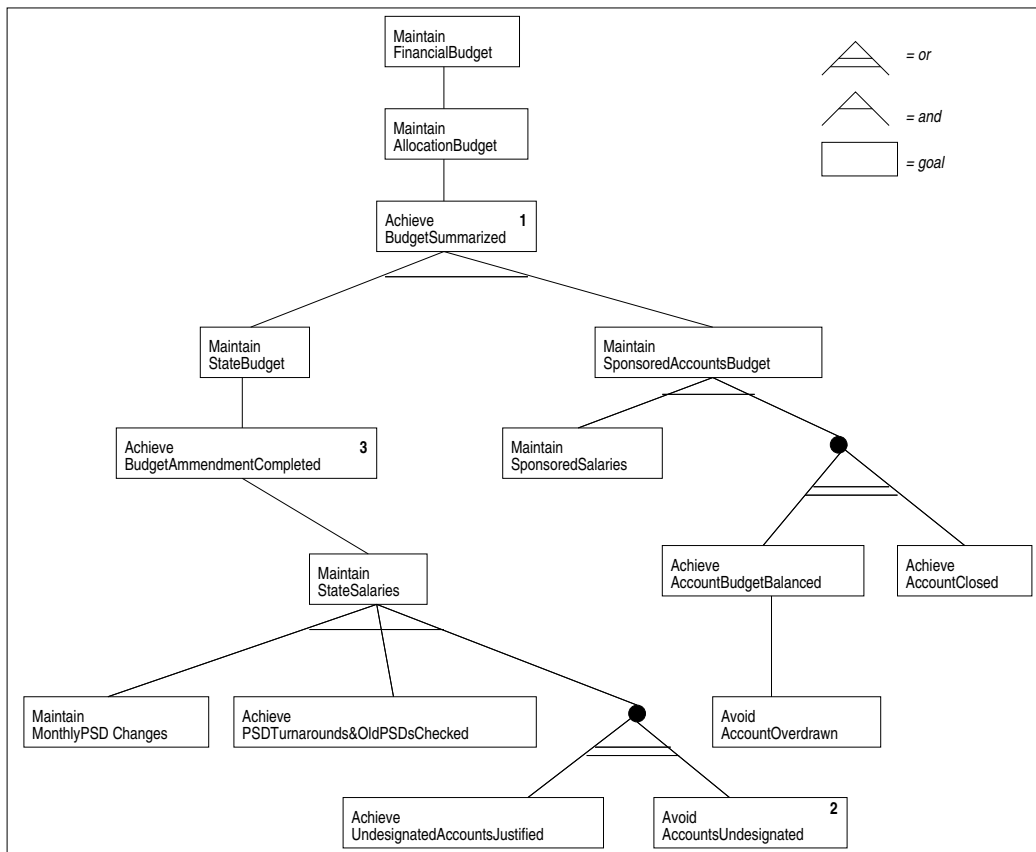 Maintain
FinancialBudget
= or
Maintain
AllocationBudget
= and
= goal
Achieve 1
BudgetSummarized
Maintain
StateBudget
Maintain
SponsoredAccountsBudget
Achieve 3
BudgetAmmendmentCompleted
Maintain
SponsoredSalaries
Maintain
StateSalaries
Achieve
AccountBudgetBalanced
Achieve
AccountClosed
Maintain
MonthlyPSD Changes
Achieve
PSDTurnarounds&OldPSDsChecked
Avoid
AccountOverdrawn
Achieve
UndesignatedAccountsJustified
Avoid 2
AccountsUndesignated